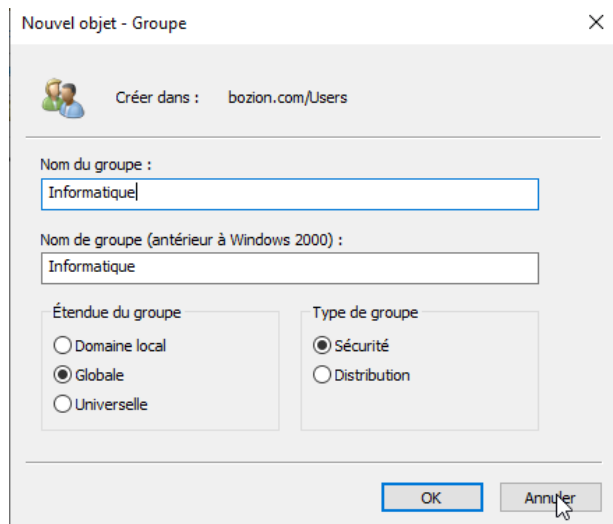 Nouvel objet - Groupe
Créer dans : bozion.com/Users
Nom du groupe :
Informatique
Nom de groupe (antérieur à Windows 2000) :
Informatique
Étendue du groupe
Domaine local
Globale
Universelle
Type de groupe
Sécurité
Distribution
OK
Annuler